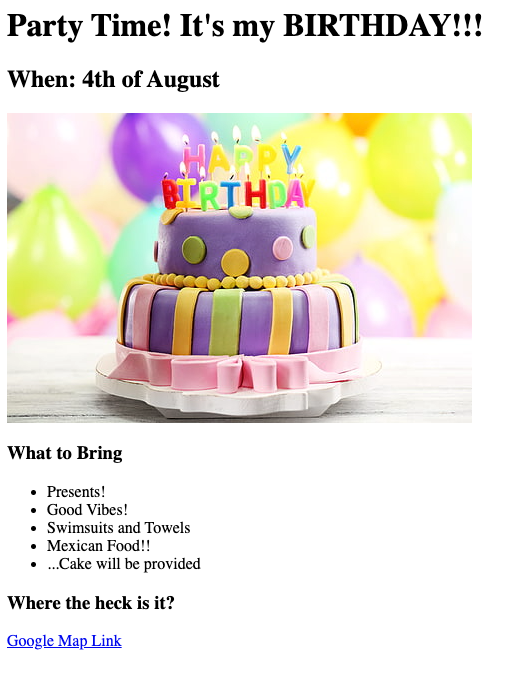 Party Time! It's my BIRTHDAY!!!
When: 4th of August
HAPPY
BIRTHDAY
What to Bring
Presents!
Good Vibes!
Swimsuits and Towels
Mexican Food!!
...Cake will be provided
Where the heck is it?
Google Map Link